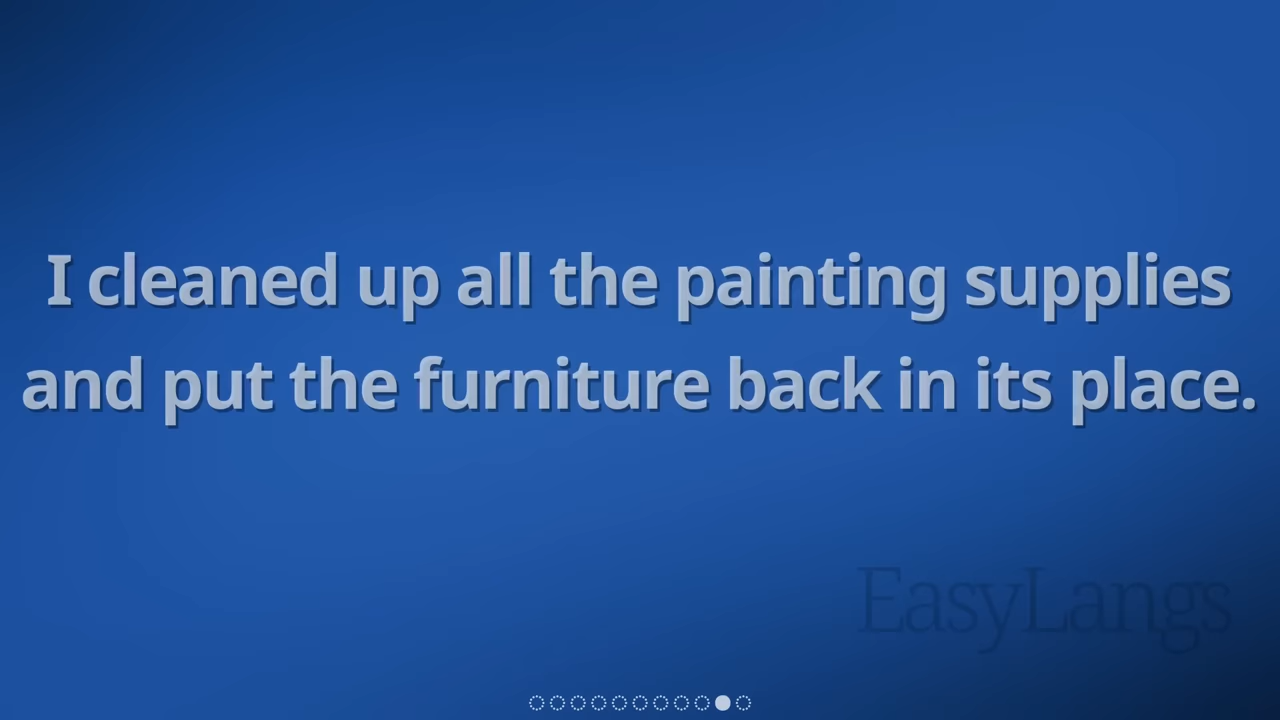 I cleaned up all the painting supplies
and put the furniture back in its place.
EasyLangs